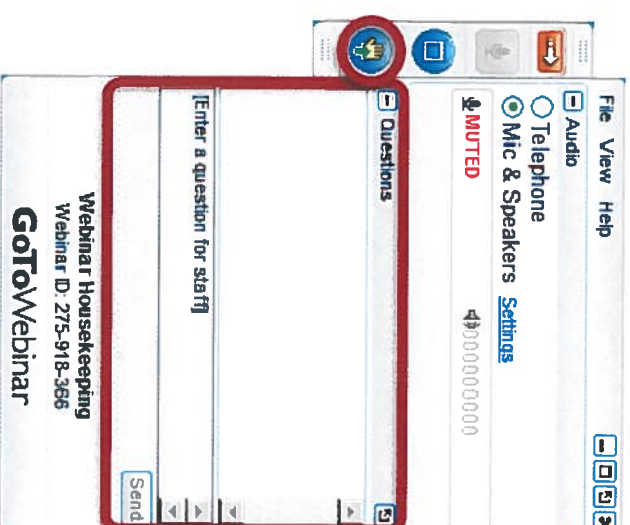 File View Help
Audio
Telephone
Mic & Speakers Settings
MUTED 0000000000
Questions
[Enter a question for staff]
Send
Webinar Housekeeping
Webinar ID: 275-918-366
GoToWebinar